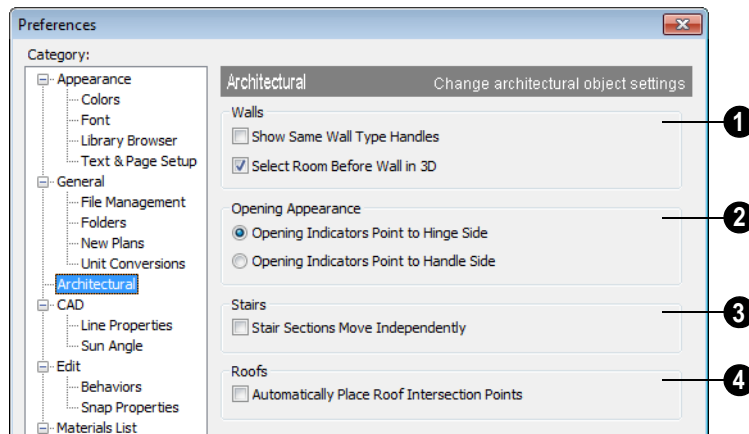 Preferences
Category:
Appearance
Colors
Font
Library Browser
Text & Page Setup
General
File Management
Folders
New Plans
Unit Conversions
Architectural
CAD
Line Properties
Sun Angle
Edit
Behaviors
Snap Properties
Materials List
Architectural Change architectural object settings
Walls
Show Same Wall Type Handles
Select Room Before Wall in 3D
1
Opening Appearance
Opening Indicators Point to Hinge Side
Opening Indicators Point to Handle Side
2
Stairs
Stair Sections Move Independently
3
Roofs
Automatically Place Roof Intersection Points
4